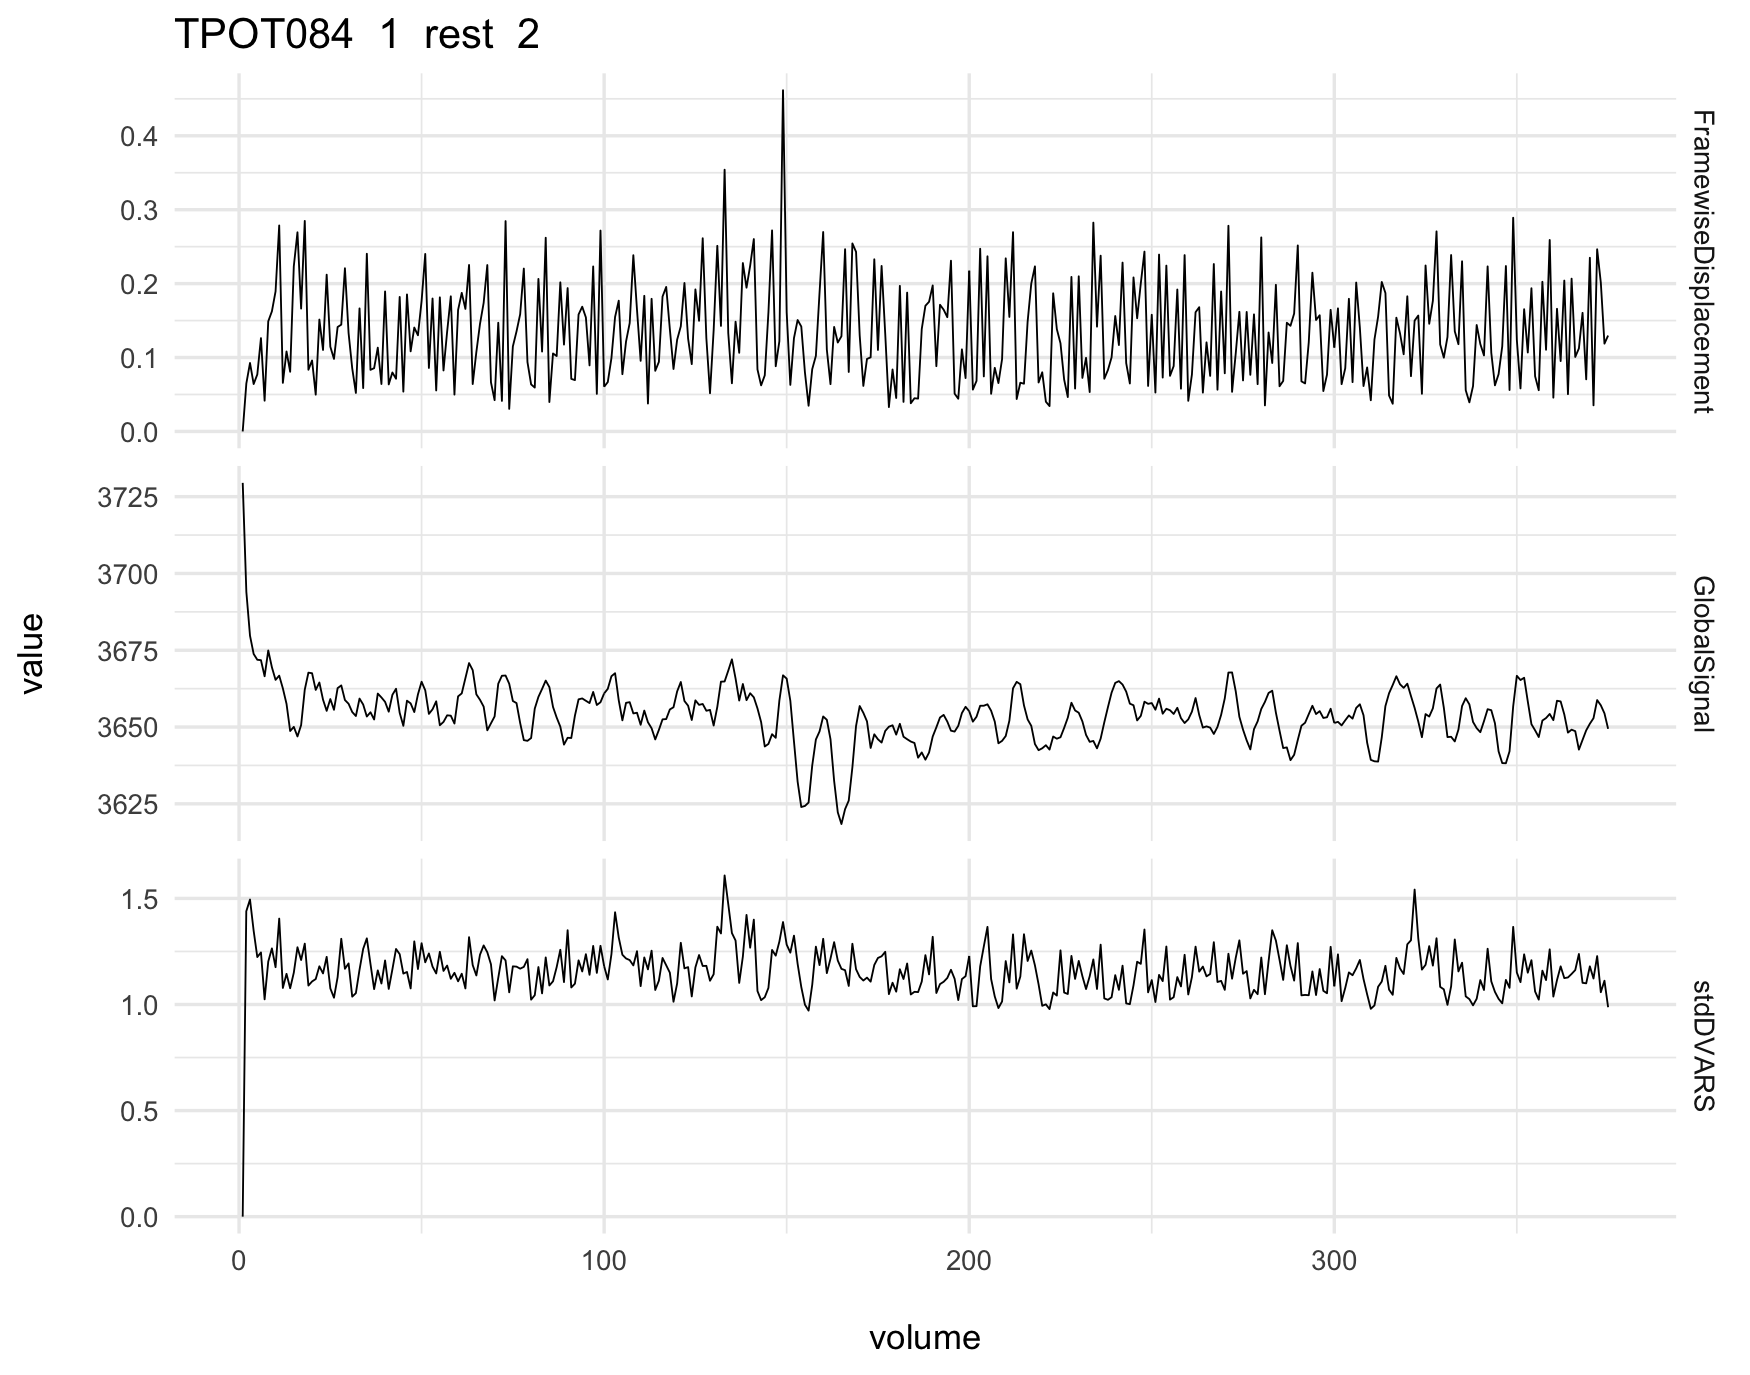 TPOT084  1  rest  2
0.4
0.3
0.2
0.1
0.0
FramewiseDisplacement
3725
3700
3675
3650
3625
GlobalSignal
value
1.5
1.0
0.5
0.0
stdDVARS
0 100 200 300
volume